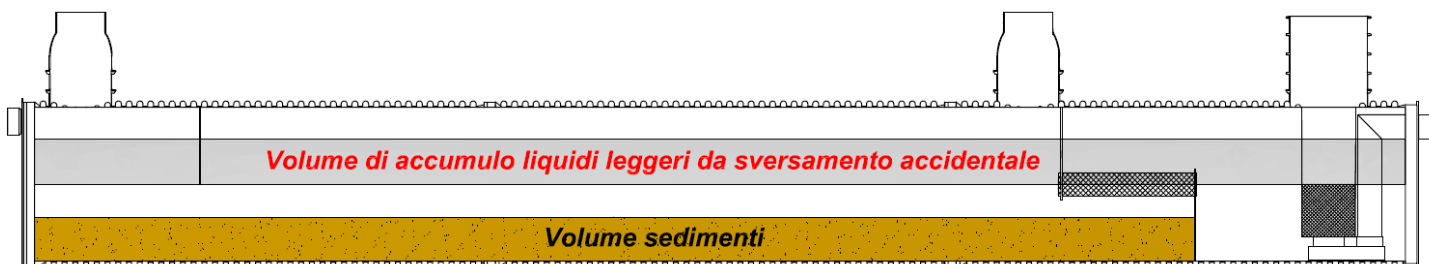 Volume di accumulo liquidi leggeri da sversamento accidentale
Volume sedimenti